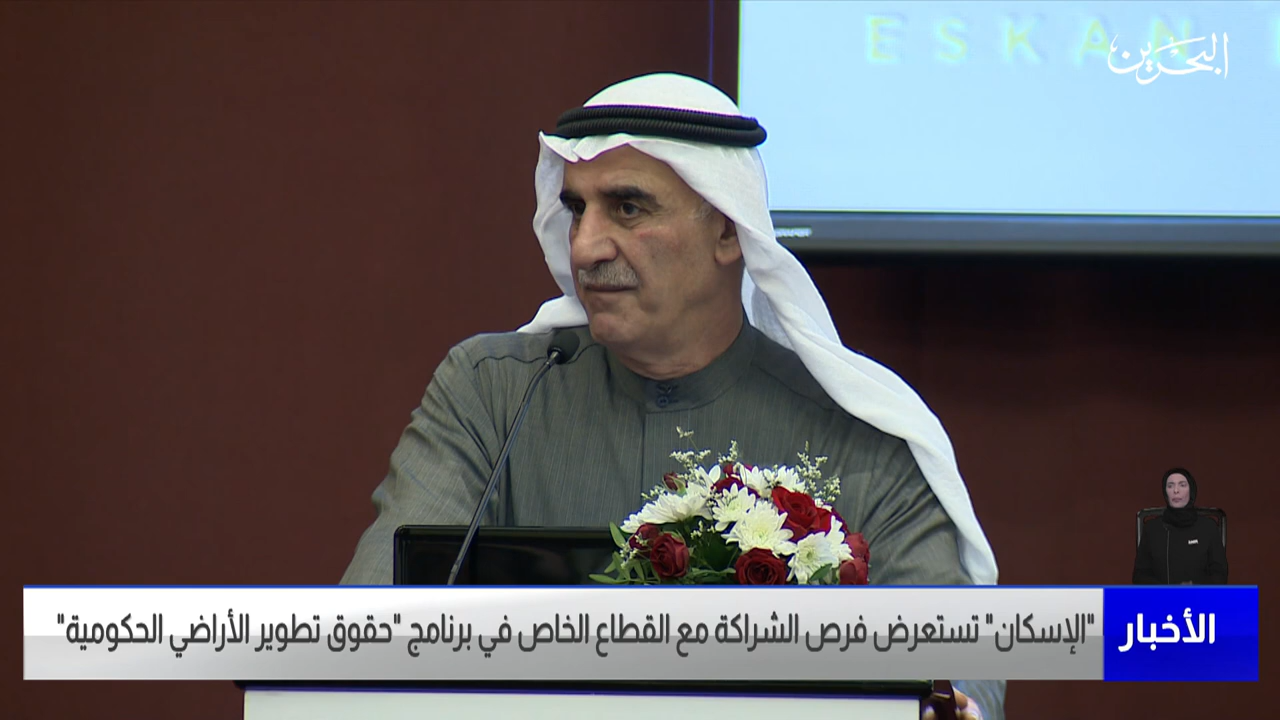 ESKAN
البحرين
الأخبار
"الإسكان" تستعرض فرص الشراكة مع القطاع الخاص في برنامج "حقوق تطوير الأراضي الحكومية"